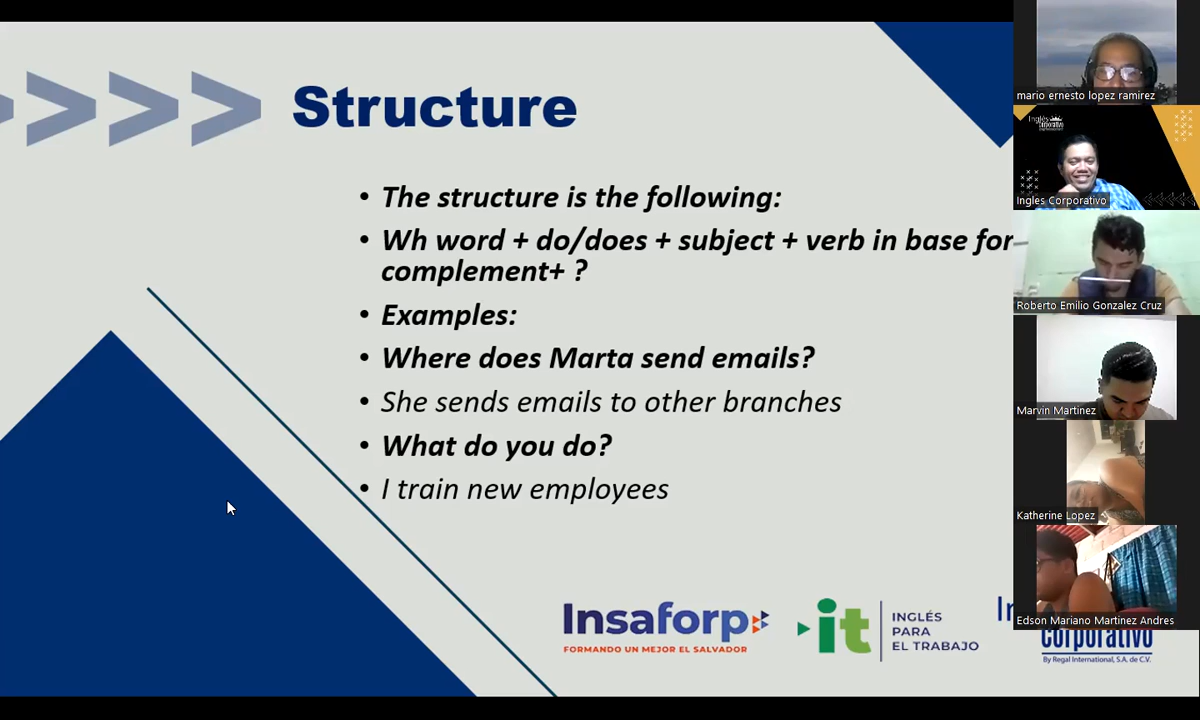 Structure
The structure is the following:
Wh word + do/does + subject + verb in base for
complement+ ?
Examples:
Where does Marta send emails?
She sends emails to other branches
What do you do?
I train new employees
Insaforp
FORMANDO UN MEJOR EL SALVADOR
it
INGLÉS
PARA
EL TRABAJO
In
corporativo
By Regal International, S.A. de C.V.
mario ernesto lopez ramirez
Inglés
corporativo
Ingles Corporativo
Roberto Emilio Gonzalez Cruz
Marvin Martinez
Katherine Lopez
Edson Mariano Martinez Andres